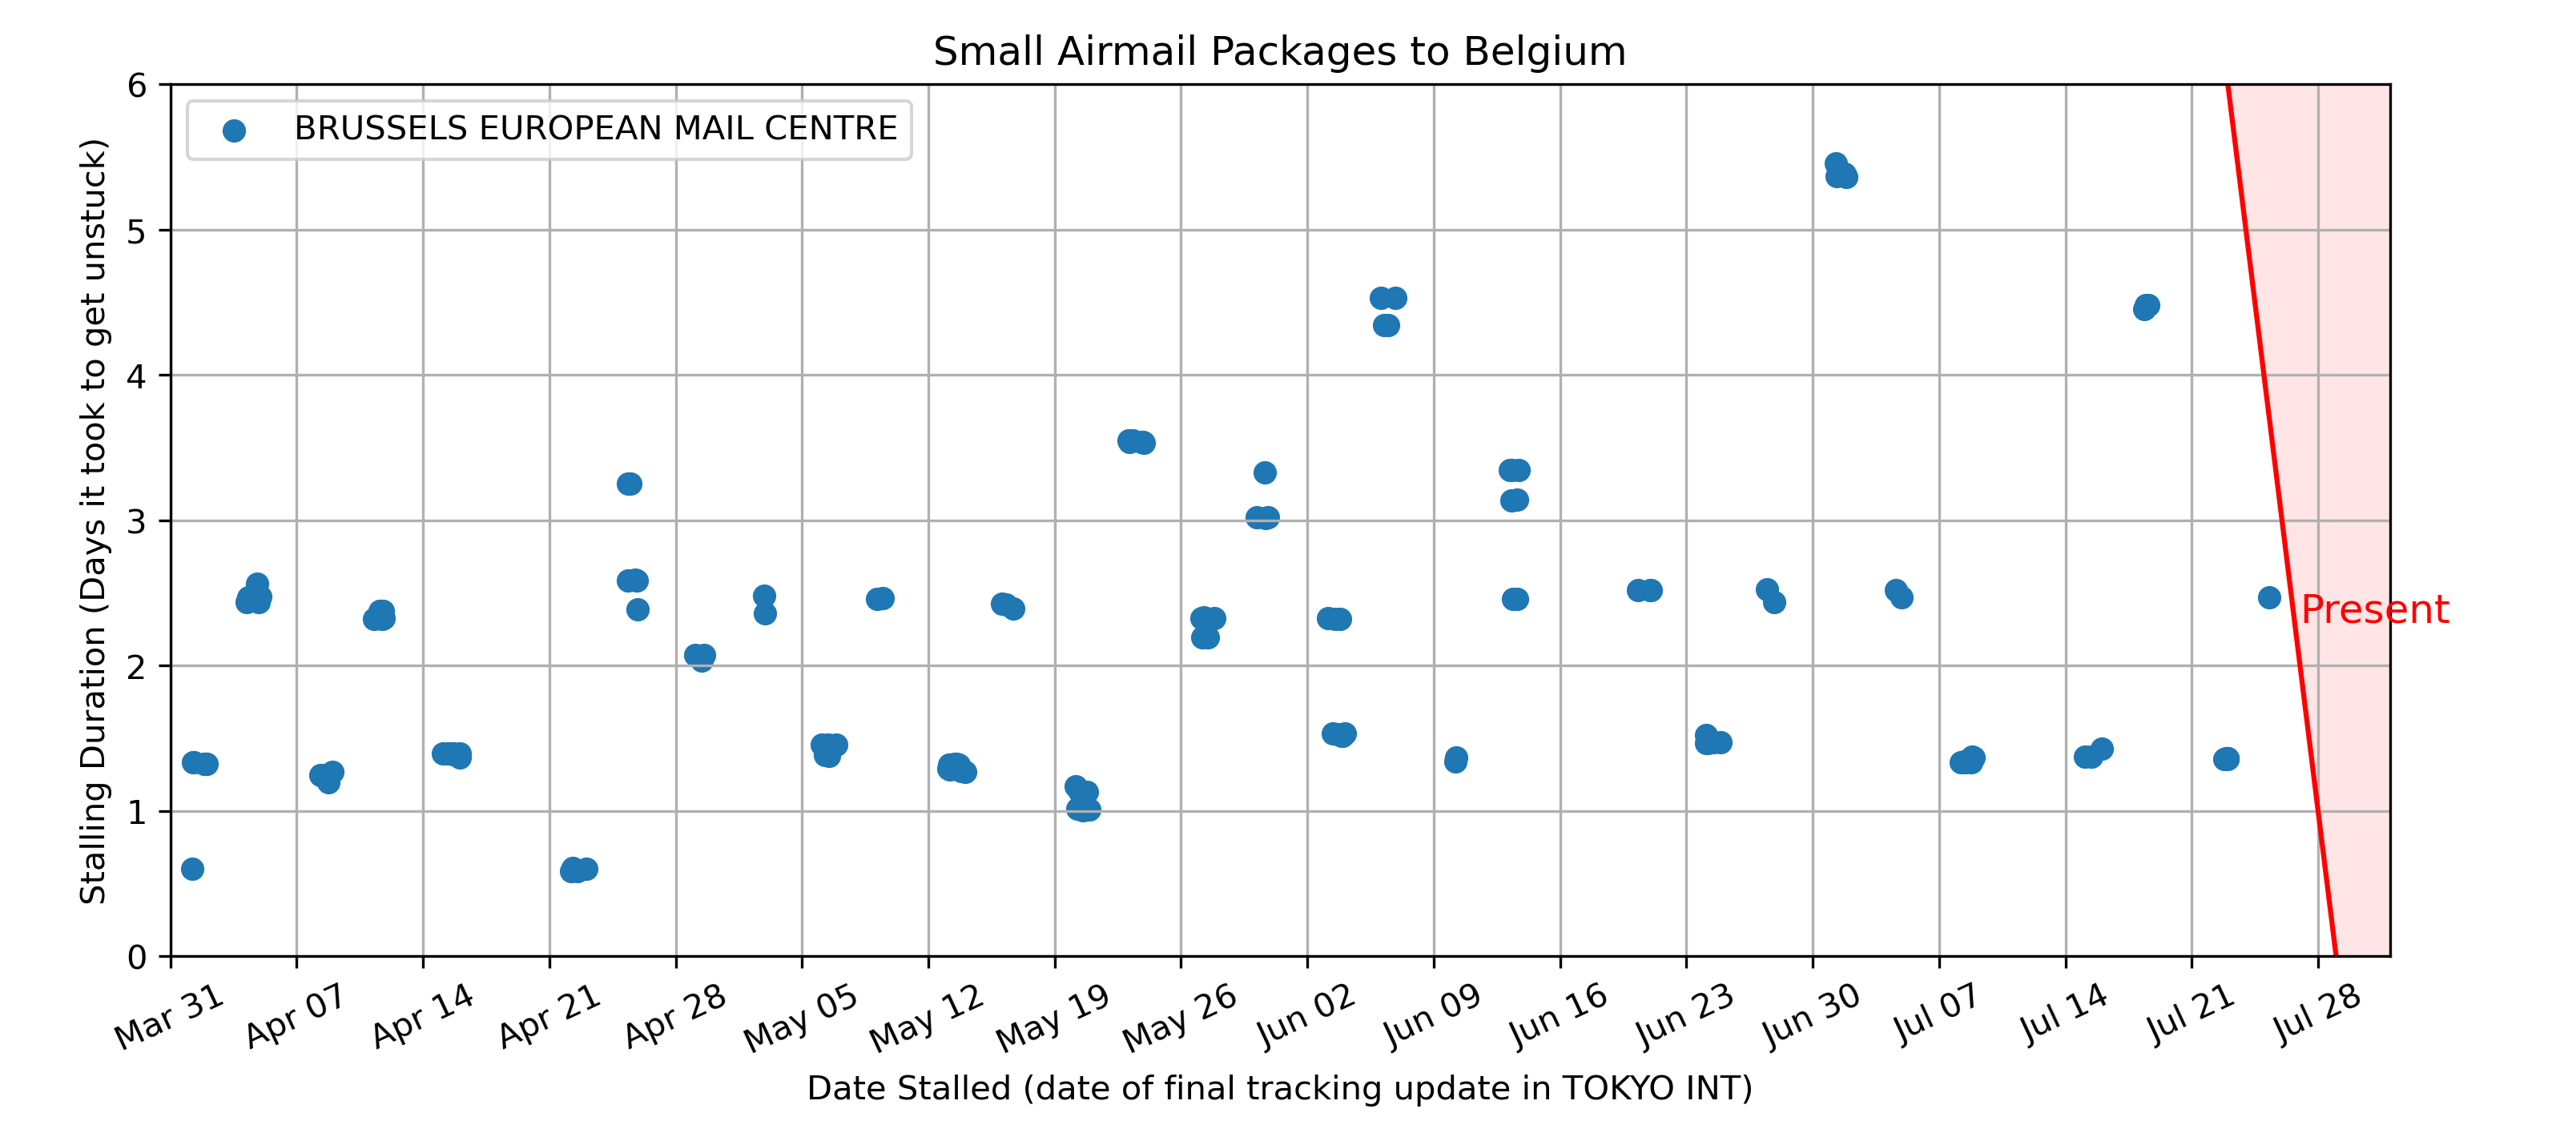 Small Airmail Packages to Belgium
BRUSSELS EUROPEAN MAIL CENTRE
Stalling Duration (Days it took to get unstuck)
6
5
4
3
2
1
0
Present
Mar 31 Apr 07 Apr 14 Apr 21 Apr 28 May 05 May 12 May 19 May 26 Jun 02 Jun 09 Jun 16 Jun 23 Jun 30 Jul 07 Jul 14 Jul 21 Jul 28
Date Stalled (date of final tracking update in TOKYO INT)